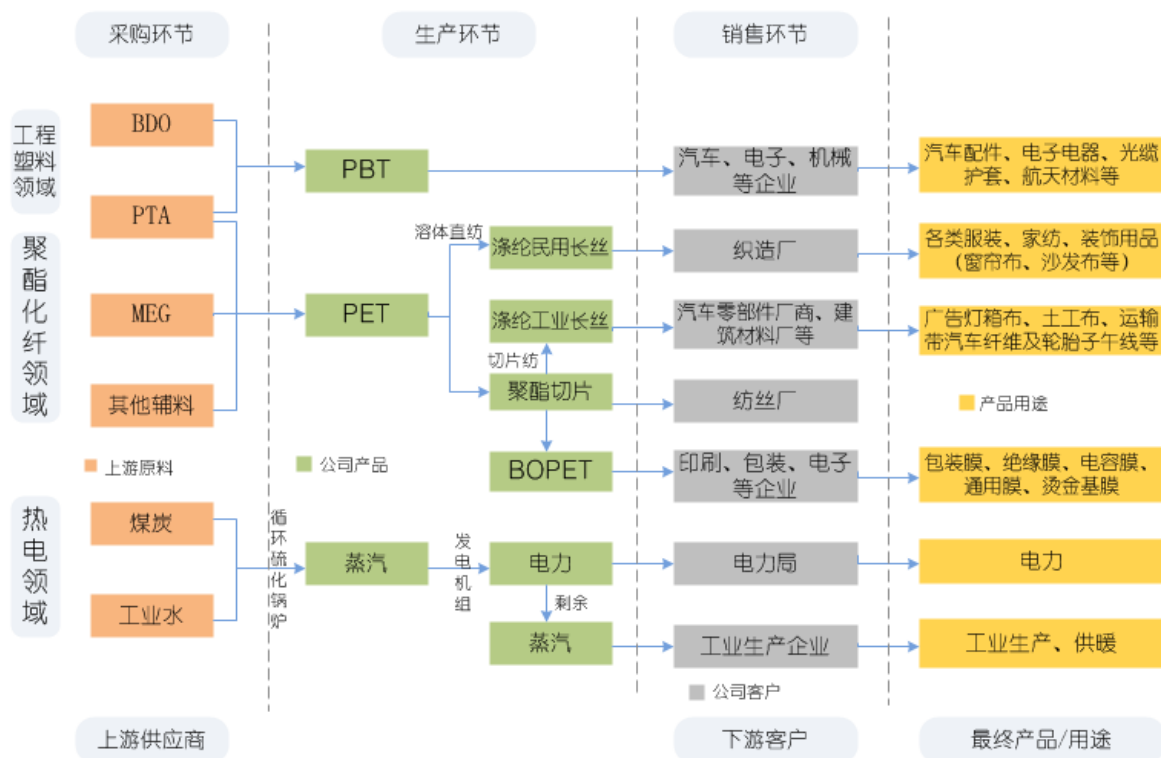 采购环节
生产环节
销售环节
工程
塑料
领域
BDO
PTA
PBT
汽车、电子、机械
等企业
汽车配件、电子电器、光缆
护套、航天材料等
聚
酯
化
纤
领
域
MEG
其他辅料
PET
溶体直纺
涤纶民用长丝
织造厂
各类服装、家纺、装饰用品
(窗帘布、沙发布等)
涤纶工业长丝
汽车零部件厂商、建
筑材料厂等
广告灯箱布、土工布、运输
带汽车纤维及轮胎子午线等
切片纺
聚酯切片
纺丝厂
产品用途
上游原料
公司产品
BOPET
印刷、包装、电子
等企业
包装膜、绝缘膜、电容膜、
通用膜、烫金基膜
热
电
领
域
煤炭
工业水
循
环
硫
化
锅
炉
蒸汽
发
电
机
组
电力
电力局
电力
剩余
蒸汽
工业生产企业
工业生产、供暖
公司客户
上游供应商
下游客户
最终产品/用途